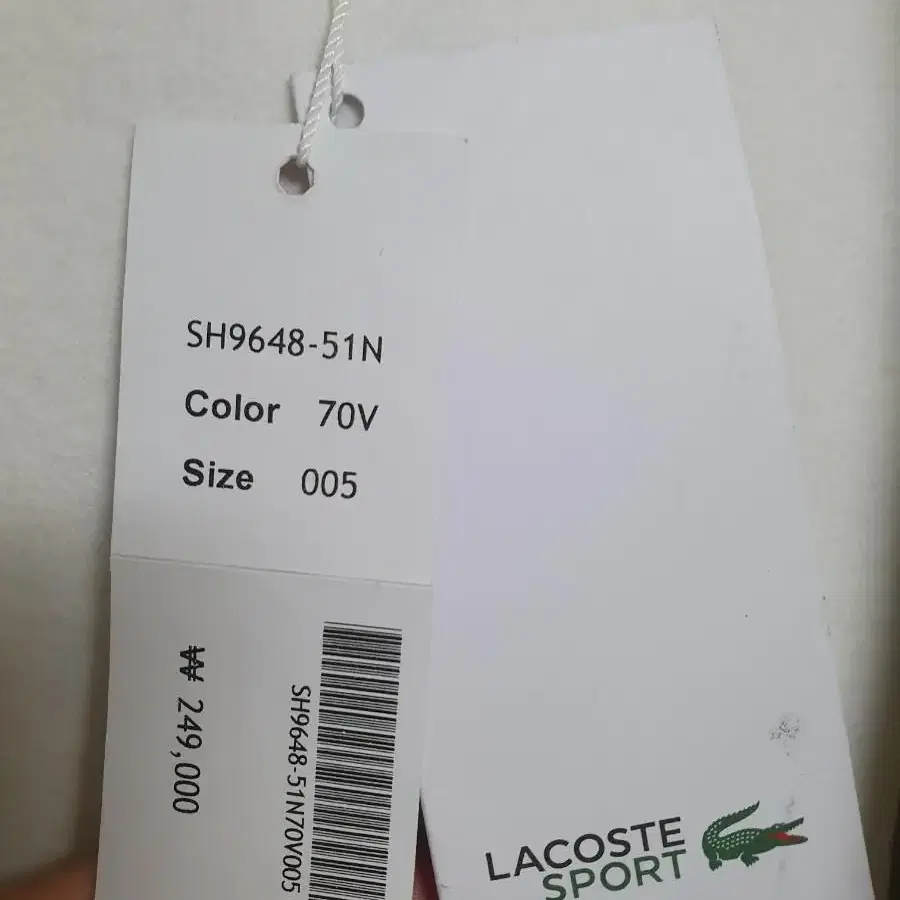 SH9648-51N
Color 70V
Size 005
₩ 249,000
SH9648-51N70V005
LACOSTE
SPORT